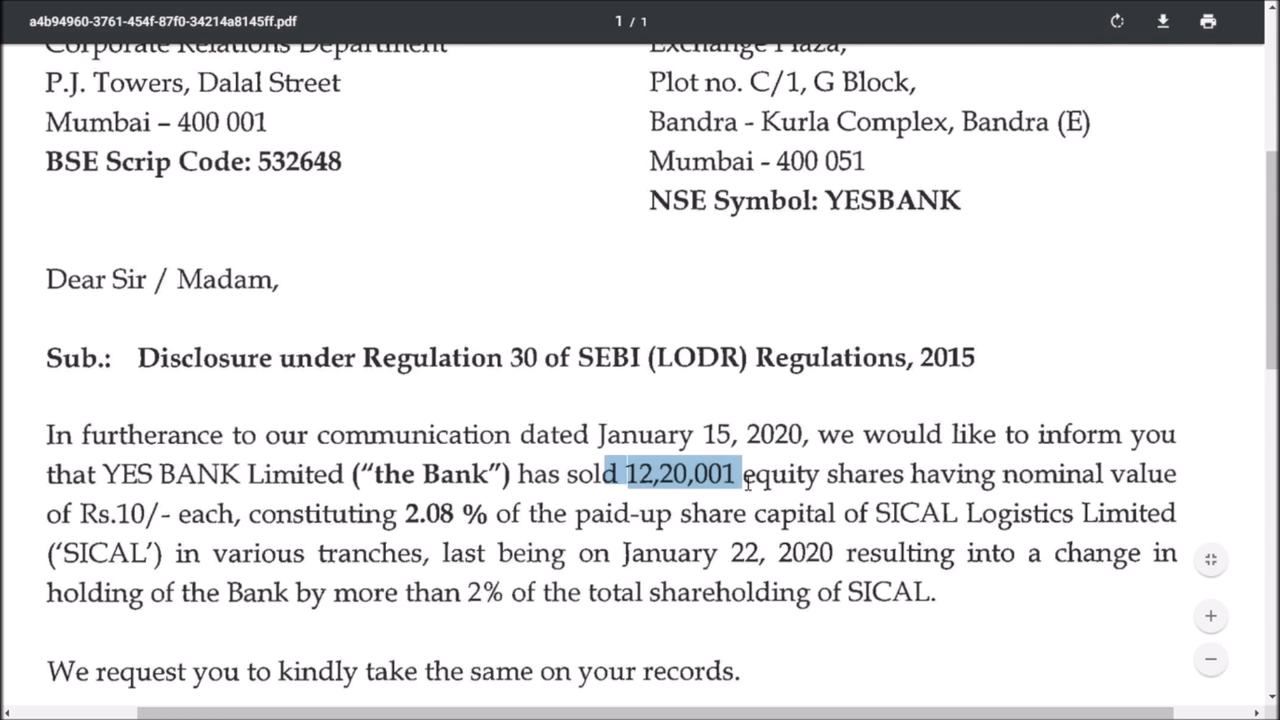 a4b94960-3761-454f-87f0-34214a8145ff.pdf
1 / 1
Corporate Relations Department
P.J. Towers, Dalal Street
Mumbai – 400 001
BSE Scrip Code: 532648
Exchange Plaza,
Plot no. C/1, G Block,
Bandra - Kurla Complex, Bandra (E)
Mumbai - 400 051
NSE Symbol: YESBANK
Dear Sir / Madam,
Sub.: Disclosure under Regulation 30 of SEBI (LODR) Regulations, 2015
In furtherance to our communication dated January 15, 2020, we would like to inform you
that YES BANK Limited (“the Bank”) has sold 12,20,001 equity shares having nominal value
of Rs.10/- each, constituting 2.08 % of the paid-up share capital of SICAL Logistics Limited
(‘SICAL’) in various tranches, last being on January 22, 2020 resulting into a change in
holding of the Bank by more than 2% of the total shareholding of SICAL.
We request you to kindly take the same on your records.